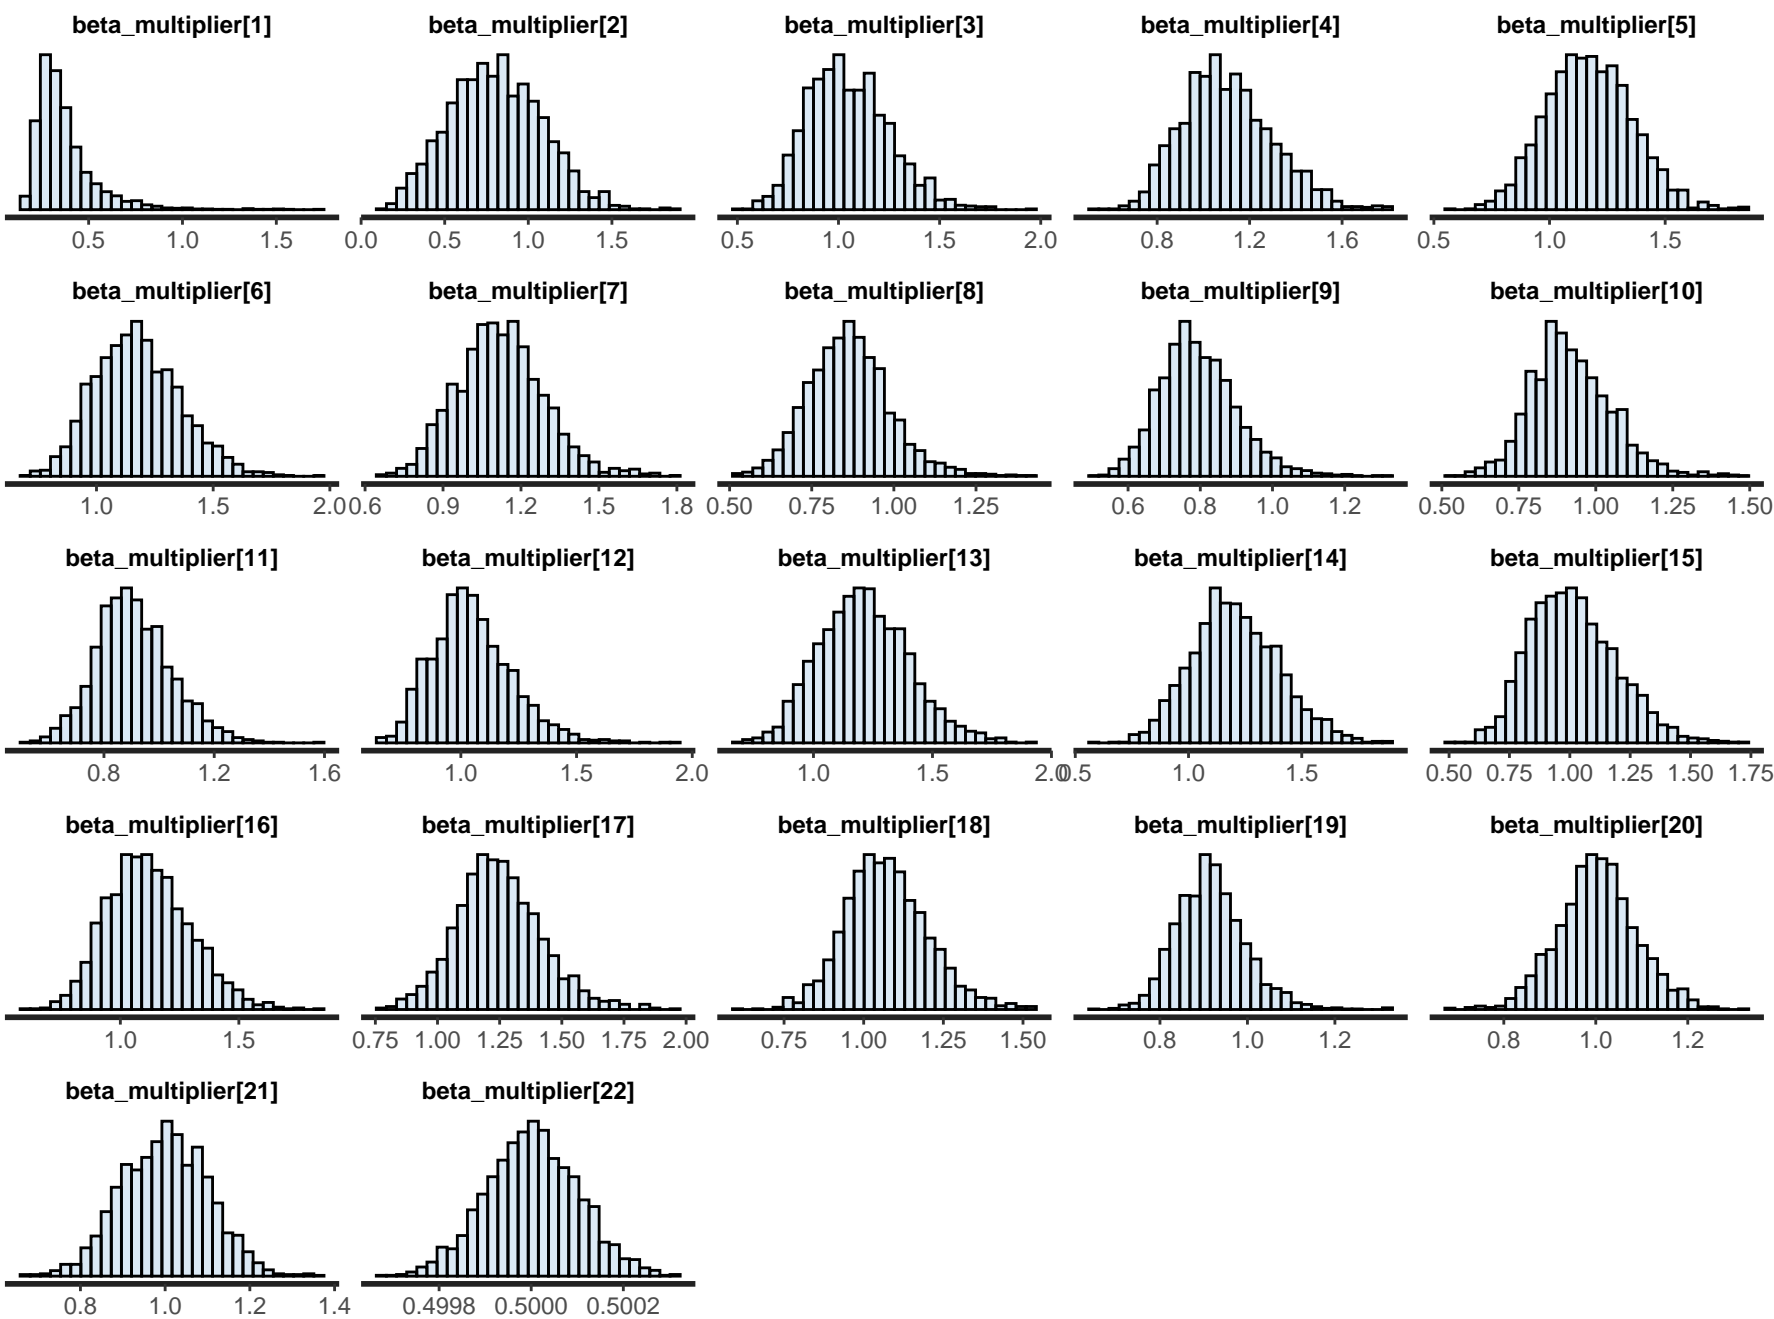 beta_multiplier[1] beta_multiplier[2] beta_multiplier[3] beta_multiplier[4] beta_multiplier[5]
0.5 1.0 1.5 0.0 0.5 1.0 1.5 0.5 1.0 1.5 2.0 0.8 1.2 1.6 0.5 1.0 1.5
beta_multiplier[6] beta_multiplier[7] beta_multiplier[8] beta_multiplier[9] beta_multiplier[10]
1.0 1.5 2.0 0.6 0.9 1.2 1.5 1.8 0.50 0.75 1.00 1.25 0.6 0.8 1.0 1.2 0.50 0.75 1.00 1.25 1.50
beta_multiplier[11] beta_multiplier[12] beta_multiplier[13] beta_multiplier[14] beta_multiplier[15]
0.8 1.2 1.6 1.0 1.5 2.0 1.0 1.5 2.0 0.5 1.0 1.5 0.50 0.75 1.00 1.25 1.50 1.75
beta_multiplier[16] beta_multiplier[17] beta_multiplier[18] beta_multiplier[19] beta_multiplier[20]
1.0 1.5 0.75 1.00 1.25 1.50 1.75 2.00 0.75 1.00 1.25 1.50 0.8 1.0 1.2 0.8 1.0 1.2
beta_multiplier[21] beta_multiplier[22]
0.8 1.0 1.2 1.4 0.4998 0.5000 0.5002